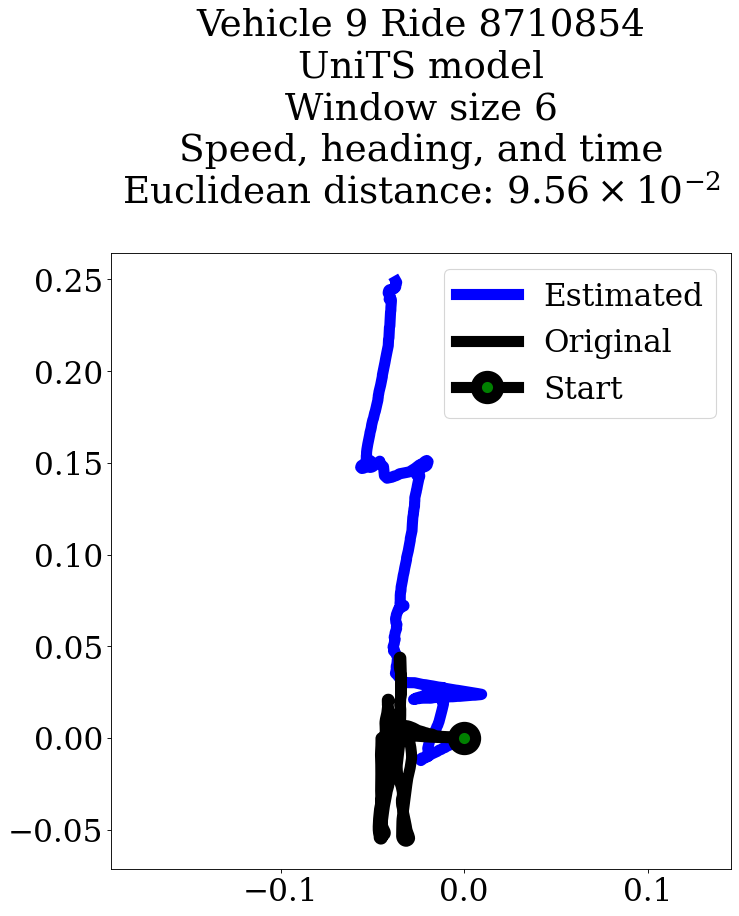 Vehicle 9 Ride 8710854
UniTS model
Window size 6
Speed, heading, and time
Euclidean distance: 9.56 × 10⁻²
Estimated
Original
Start
0.25
0.20
0.15
0.10
0.05
0.00
−0.05
−0.1
0.0
0.1